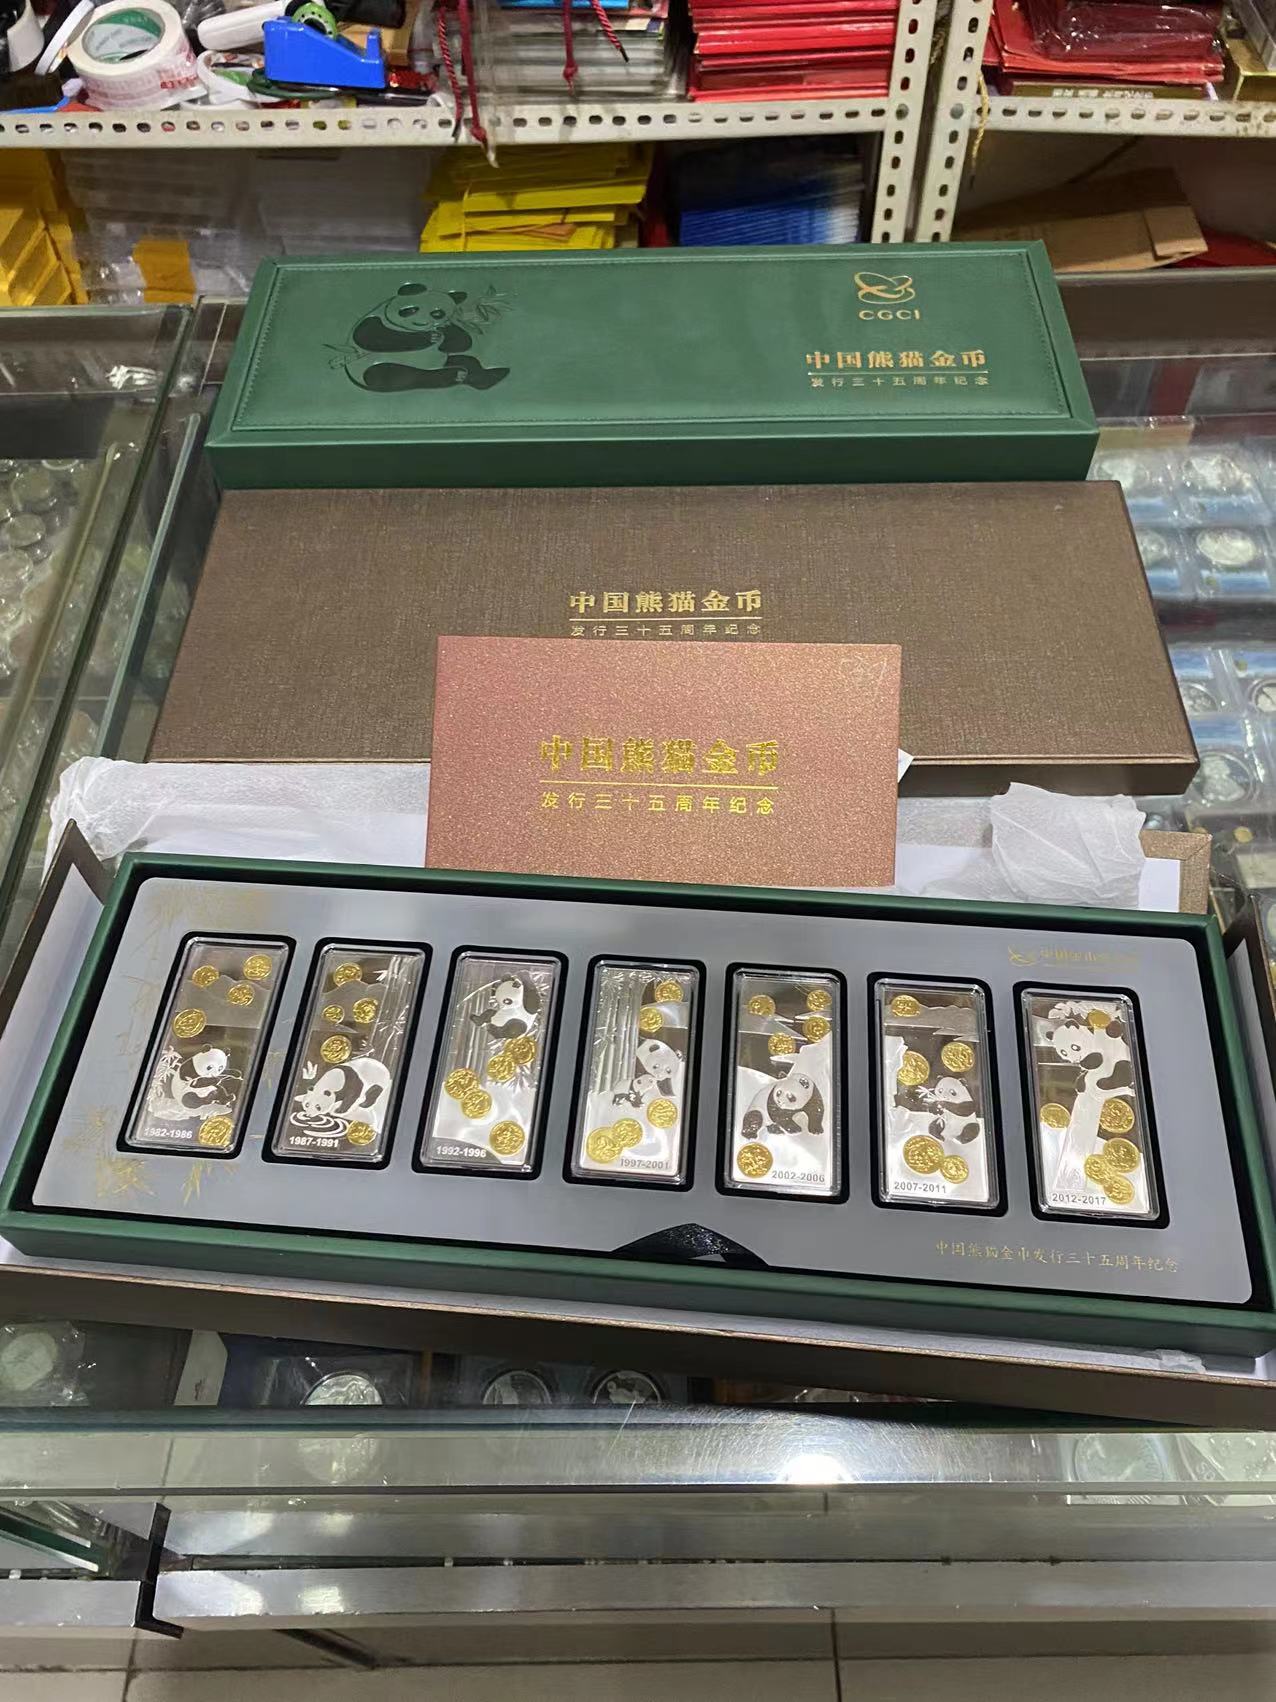 CGCI
中国熊猫金币
发行三十五周年纪念
中国熊猫金币
发行三十五周年纪念
中国熊猫金币
发行三十五周年纪念
1982-1986
1987-1991
1992-1996
1997-2001
2002-2006
2007-2011
2012-2017
中国熊猫金币发行三十五周年纪念